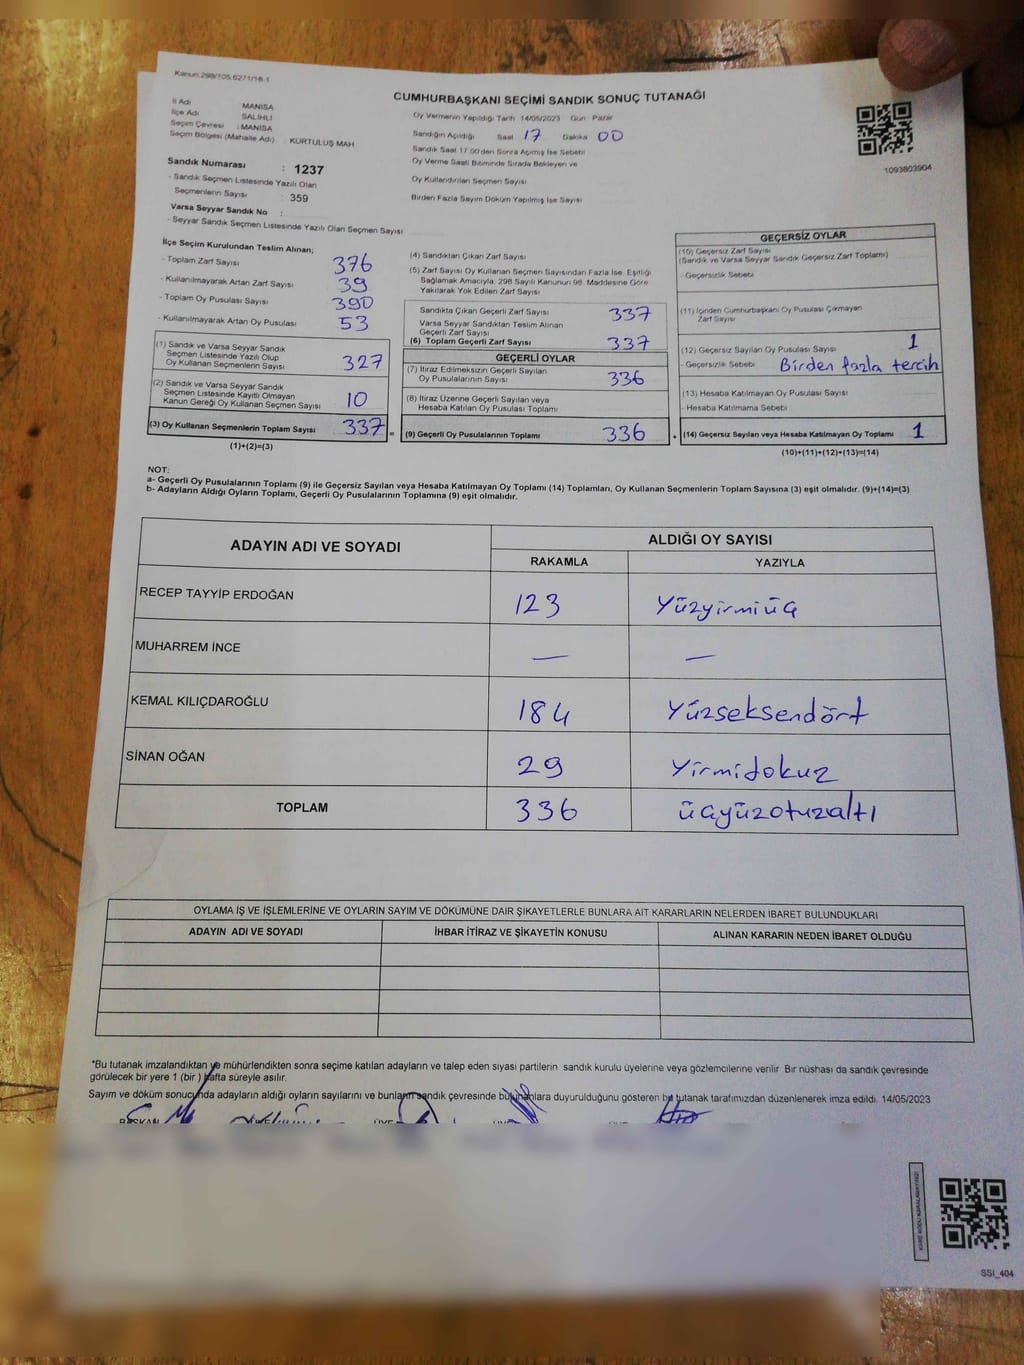 Kanun:298/105.6271/18-1
CUMHURBAŞKANI SEÇİMİ SANDIK SONUÇ TUTANAĞI
İl Adı MANİSA
İlçe Adı SALİHLİ
Seçim Çevresi : MANİSA
Seçim Bölgesi (Mahalle Adı) KURTULUŞ MAH
Sandık Numarası : 1237
- Sandık Seçmen Listesinde Yazılı Olan
Seçmenlerin Sayısı : 359
Varsa Seyyar Sandık No :
- Seyyar Sandık Seçmen Listesinde Yazılı Olan Seçmen Sayısı
Oy Vermenin Yapıldığı Tarih 14/05/2023 Gün Pazar
Sandığın Açıldığı Saat 17 Dakika 00
Sandık Saat 17.00'den Sonra Açılmış İse Sebebi
Oy Verme Saati Bitiminde Sırada Bekleyen ve
Oy Kullandırılan Seçmen Sayısı
Birden Fazla Sayım Döküm Yapılmış İse Sayısı
1093803904
İlçe Seçim Kurulundan Teslim Alınan;
- Toplam Zarf Sayısı 376
- Kullanılmayarak Artan Zarf Sayısı 39
- Toplam Oy Pusulası Sayısı 390
- Kullanılmayarak Artan Oy Pusulası 53
(1) Sandık ve Varsa Seyyar Sandık
Seçmen Listesinde Yazılı Olup
Oy Kullanan Seçmenlerin Sayısı 327
(2) Sandık ve Varsa Seyyar Sandık
Seçmen Listesinde Kayıtlı Olmayan
Kanun Gereği Oy Kullanan Seçmen Sayısı 10
(3) Oy Kullanan Seçmenlerin Toplam Sayısı 337
(1)+(2)=(3)
(4) Sandıktan Çıkan Zarf Sayısı
(5) Zarf Sayısı Oy Kullanan Seçmen Sayısından Fazla İse, Eşitliği
Sağlamak Amacıyla, 298 Sayılı Kanunun 98. Maddesine Göre
Yakılarak Yok Edilen Zarf Sayısı
Sandıkta Çıkan Geçerli Zarf Sayısı 337
Varsa Seyyar Sandıktan Teslim Alınan
Geçerli Zarf Sayısı
(6) Toplam Geçerli Zarf Sayısı 337
GEÇERLİ OYLAR
(7) İtiraz Edilmeksizin Geçerli Sayılan
Oy Pusulalarının Sayısı 336
(8) İtiraz Üzerine Geçerli Sayılan veya
Hesaba Katılan Oy Pusulası Toplamı
= (9) Geçerli Oy Pusulalarının Toplamı 336
GEÇERSİZ OYLAR
(10) Geçersiz Zarf Sayısı
(Sandık ve Varsa Seyyar Sandık Geçersiz Zarf Toplamı)
- Geçersizlik Sebebi
(11) İçinden Cumhurbaşkanı Oy Pusulası Çıkmayan
Zarf Sayısı
(12) Geçersiz Sayılan Oy Pusulası Sayısı 1
- Geçersizlik Sebebi Birden fazla tercih
(13) Hesaba Katılmayan Oy Pusulası Sayısı
- Hesaba Katılmama Sebebi
+ (14) Geçersiz Sayılan veya Hesaba Katılmayan Oy Toplamı 1
(10)+(11)+(12)+(13)=(14)
NOT:
a- Geçerli Oy Pusulalarının Toplamı (9) ile Geçersiz Sayılan veya Hesaba Katılmayan Oy Toplamı (14) Toplamları, Oy Kullanan Seçmenlerin Toplam Sayısına (3) eşit olmalıdır. (9)+(14)=(3)
b- Adayların Aldığı Oyların Toplamı, Geçerli Oy Pusulalarının Toplamına (9) eşit olmalıdır.
ADAYIN ADI VE SOYADI ALDIĞI OY SAYISI
RAKAMLA YAZIYLA
RECEP TAYYİP ERDOĞAN 123 Yüzyirmiüç
MUHARREM İNCE — —
KEMAL KILIÇDAROĞLU 184 Yüzseksendört
SİNAN OĞAN 29 Yirmidokuz
TOPLAM 336 üçyüzotuzaltı
OYLAMA İŞ VE İŞLEMLERİNE VE OYLARIN SAYIM VE DÖKÜMÜNE DAİR ŞİKAYETLERLE BUNLARA AİT KARARLARIN NELERDEN İBARET BULUNDUKLARI
ADAYIN ADI VE SOYADI İHBAR İTİRAZ VE ŞİKAYETİN KONUSU ALINAN KARARIN NEDEN İBARET OLDUĞU
*Bu tutanak imzalandıktan ve mühürlendikten sonra seçime katılan adayların ve talep eden siyasi partilerin sandık kurulu üyelerine veya gözlemcilerine verilir. Bir nüshası da sandık çevresinde
görülecek bir yere 1 (bir) hafta süreyle asılır.
Sayım ve döküm sonucunda adayların aldığı oyların sayılarını ve bunların sandık çevresinde bulunanlara duyurulduğunu gösteren bu tutanak tarafımızdan düzenlenerek imza edildi. 14/05/2023
BAŞKAN
SSI_404